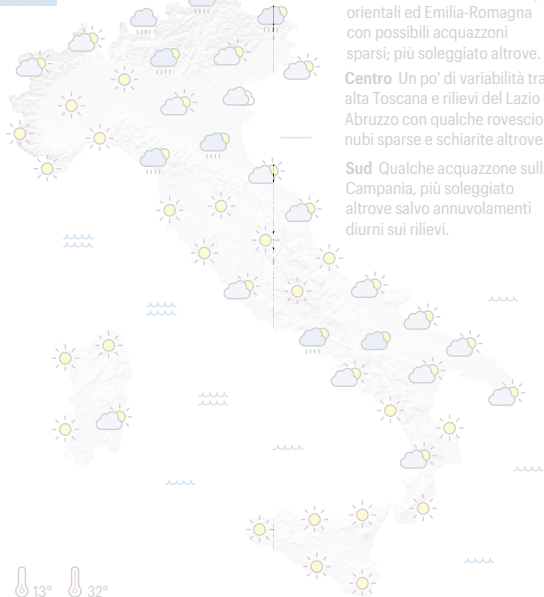 orientali ed Emilia-Romagna
con possibili acquazzoni
sparsi; più soleggiato altrove.
Centro Un po' di variabilità tra
alta Toscana e rilievi del Lazio
Abruzzo con qualche rovescio
nubi sparse e schiarite altrove
Sud Qualche acquazzone sulla
Campania, più soleggiato
altrove salvo annuvolamenti
diurni sui rilievi.
13° 32°